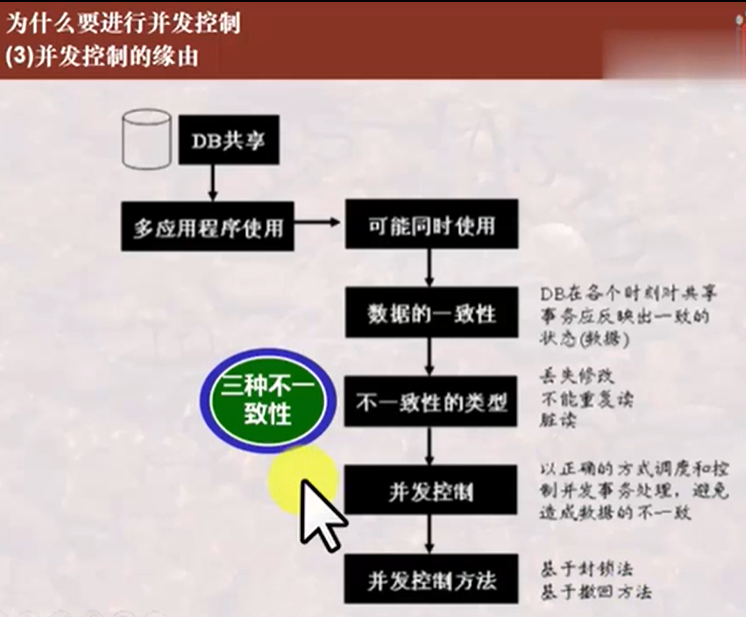 为什么要进行并发控制
(3)并发控制的缘由
DB共享
多应用程序使用
可能同时使用
数据的一致性
DB在各个时刻对共享
事务应反映出一致的
状态(数据)
三种不一
致性
不一致性的类型
丢失修改
不能重复读
脏读
并发控制
以正确的方式调度和控
制并发事务处理，避免
造成数据的不一致
并发控制方法
基于封锁法
基于撤回方法